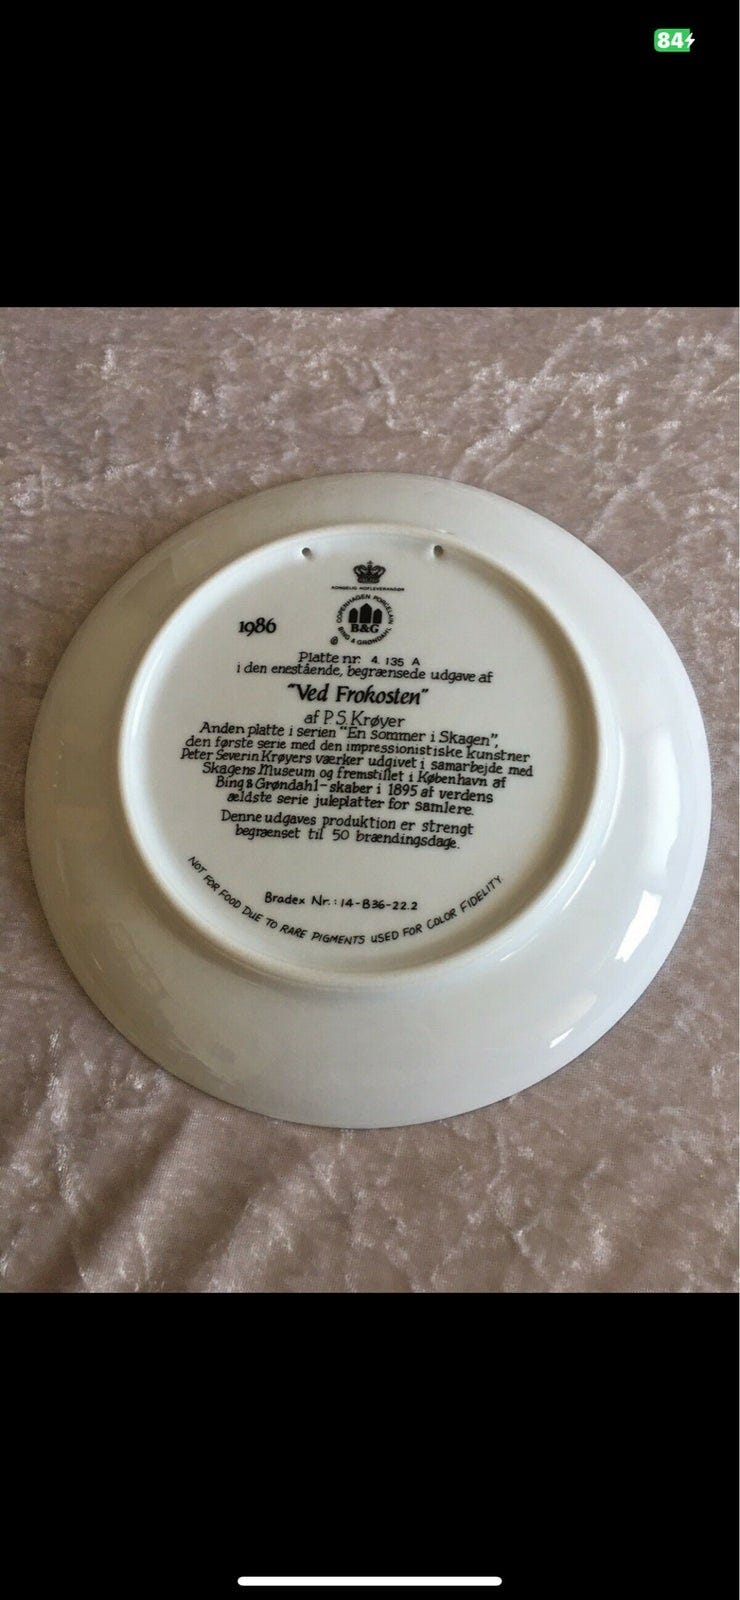 84
KONGELIG HOFLEVERANDØR
COPENHAGEN PORCELAIN
B&G
© BING & GRØNDAHL
1986
Platte nr. 4. 135 A
i den enestående, begrænsede udgave af
"Ved Frokosten"
af P.S. Krøyer
Anden platte i serien "En sommer i Skagen",
den første serie med den impressionistiske kunstner
Peter Severin Krøyers værker udgivet i samarbejde med
Skagens Museum og fremstillet i København af
Bing & Grøndahl-skaber i 1895 af verdens
ældste serie juleplatter for samlere.
Denne udgaves produktion er strengt
begrænset til 50 brændingsdage.
Bradex Nr.: 14-B36-22.2
NOT FOR FOOD DUE TO RARE PIGMENTS USED FOR COLOR FIDELITY.